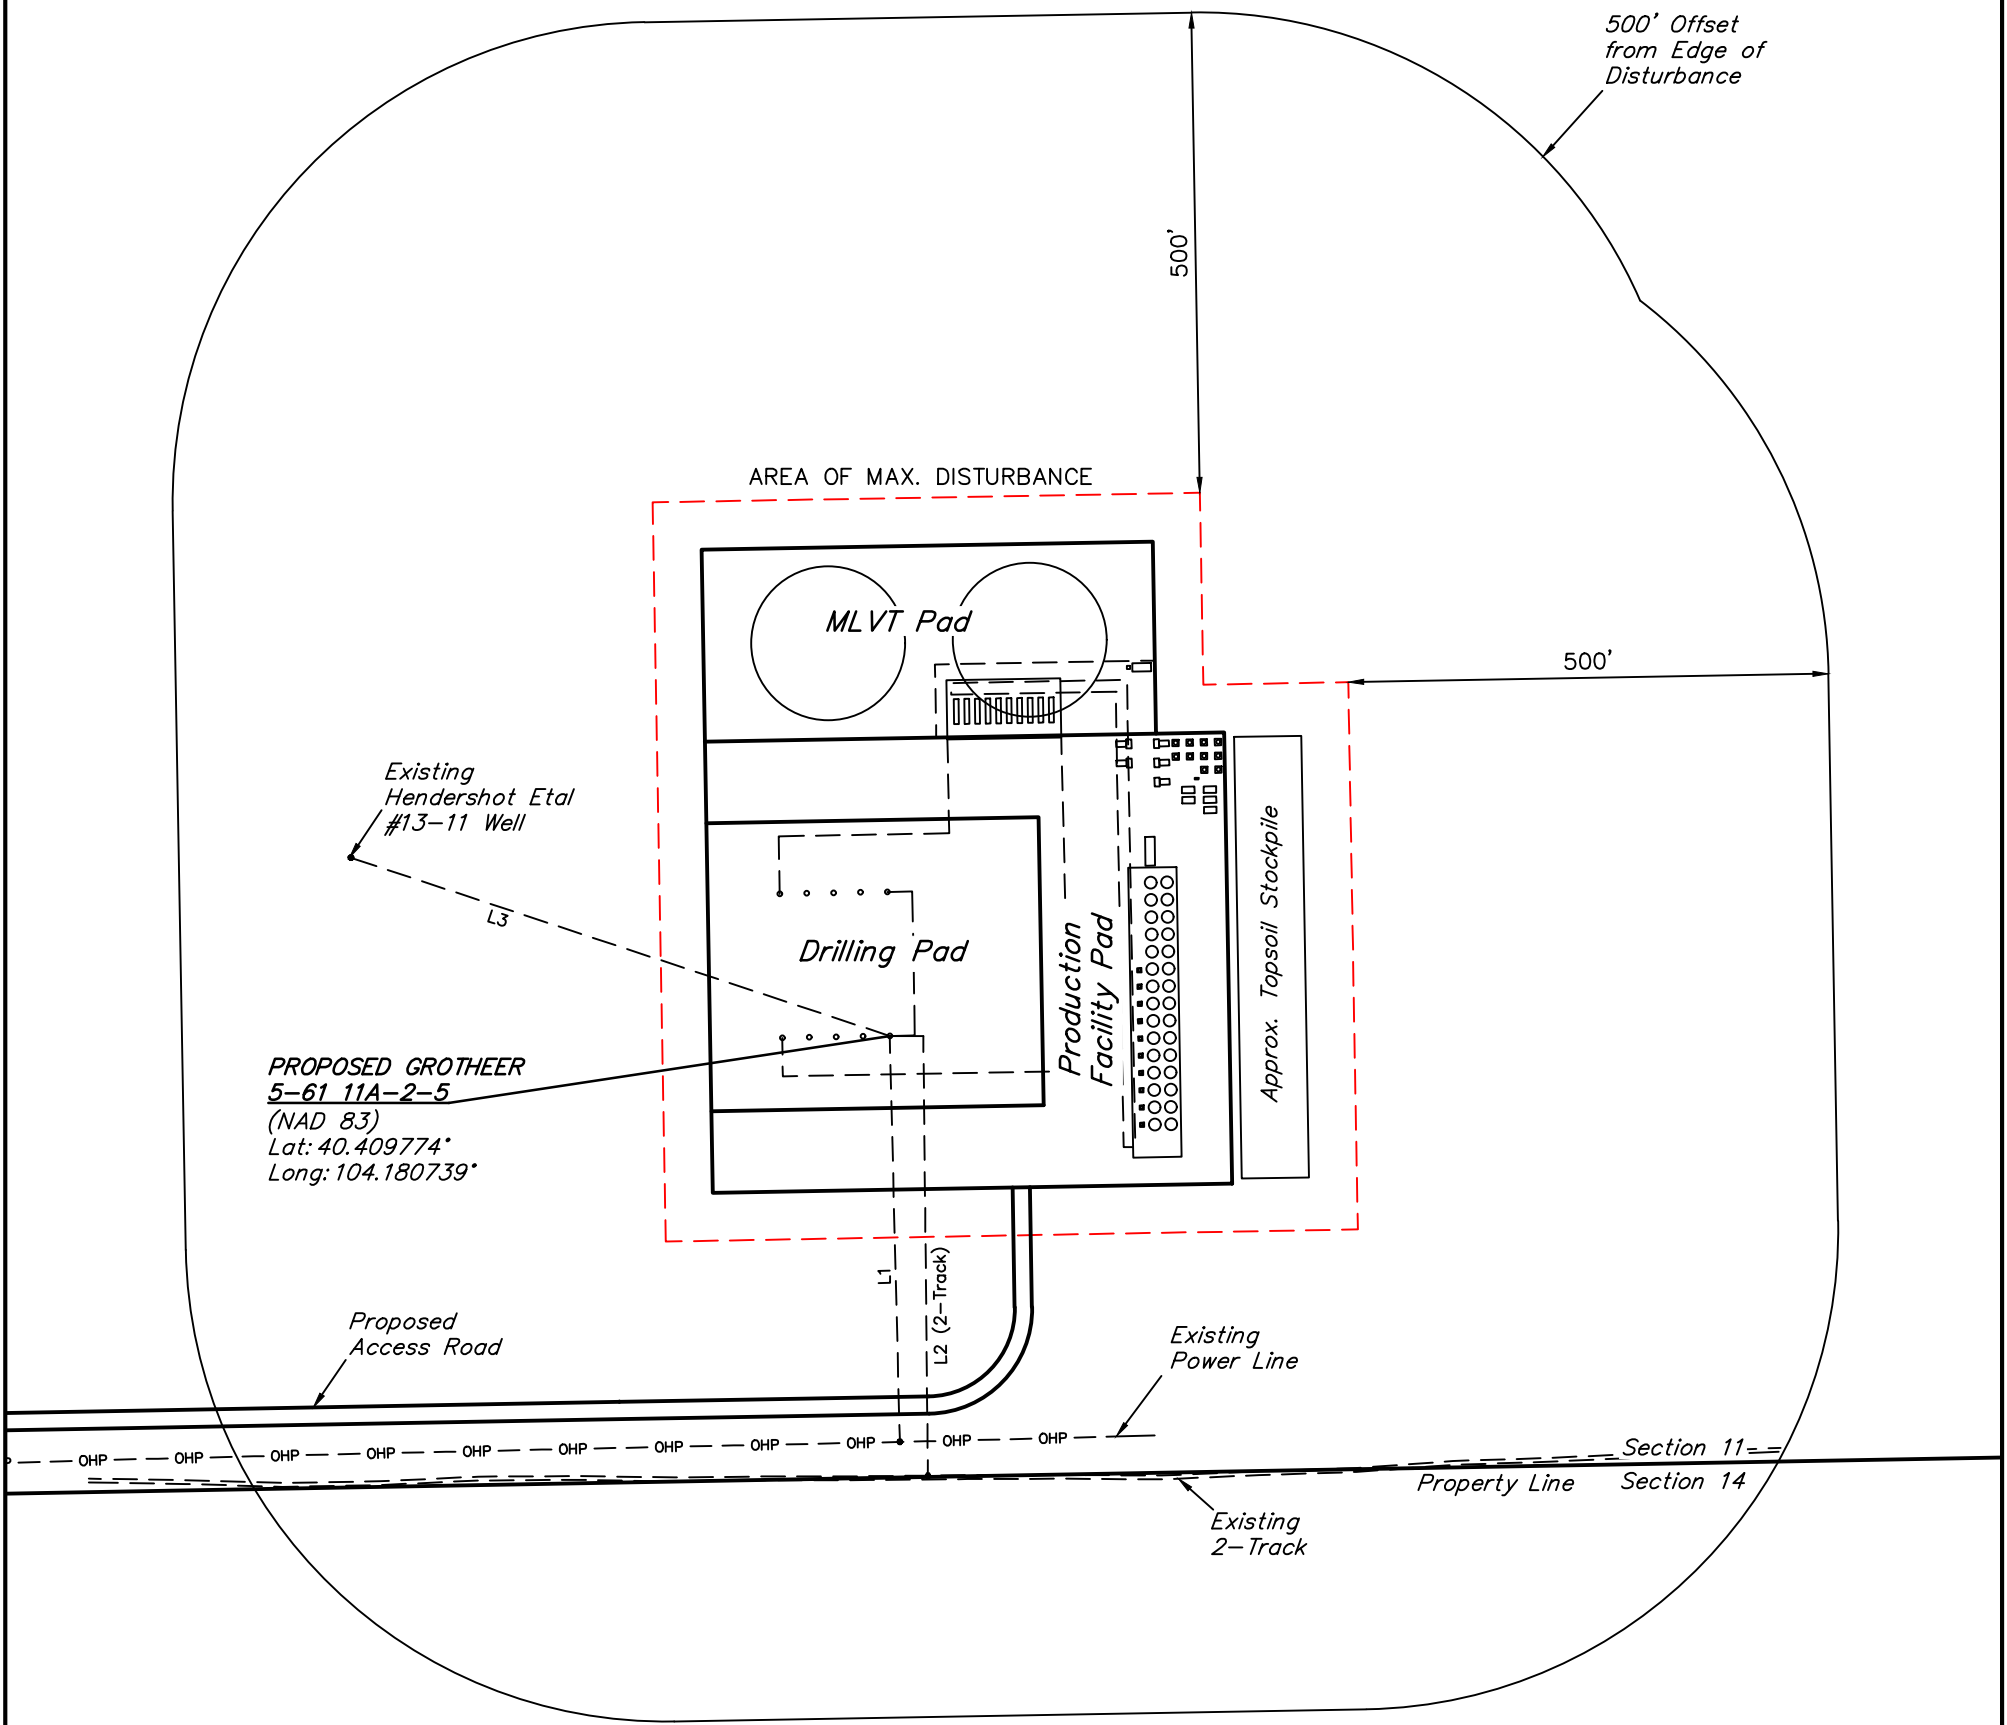 500' Offset
from Edge of
Disturbance
500'
AREA OF MAX. DISTURBANCE
MLVT Pad
500'
Existing
Hendershot Etal
#13-11 Well
L3
Drilling Pad
Production
Facility Pad
Approx. Topsoil Stockpile
PROPOSED GROTHEER
5-61 11A-2-5
(NAD 83)
Lat: 40.409774°
Long: 104.180739°
L1
L2 (2-Track)
Proposed
Access Road
Existing
Power Line
OHP OHP OHP OHP OHP OHP OHP OHP OHP OHP OHP
Section 11
Property Line Section 14
Existing
2-Track